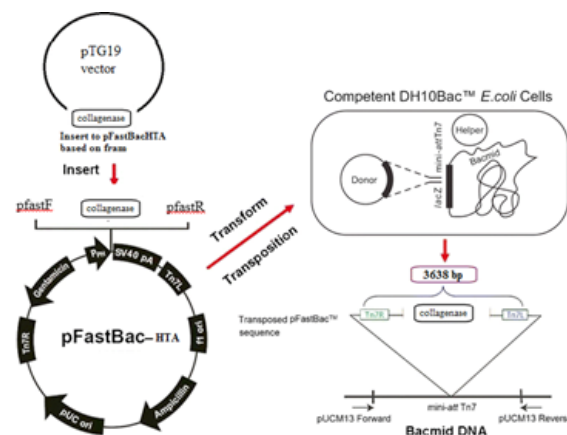 pTG19
vector
collagenase
Insert to pFastBacHTA
based on fram
Insert
pfastF
collagenase
pfastR
PPH
SV40 pA
Tn7L
f1 ori
Ampicillin
pUC ori
Tn7R
Gentamicin
pFastBac-HTA
Transform
Transposition
Competent DH10Bac™ E.coli Cells
Helper
Bacmid
Donor
lacZ mini-attTn7
3638 bp
Transposed pFastBac™
sequence
Tn7R
collagenase
Tn7L
mini-att Tn7
pUCM13 Forward
pUCM13 Revers
Bacmid DNA